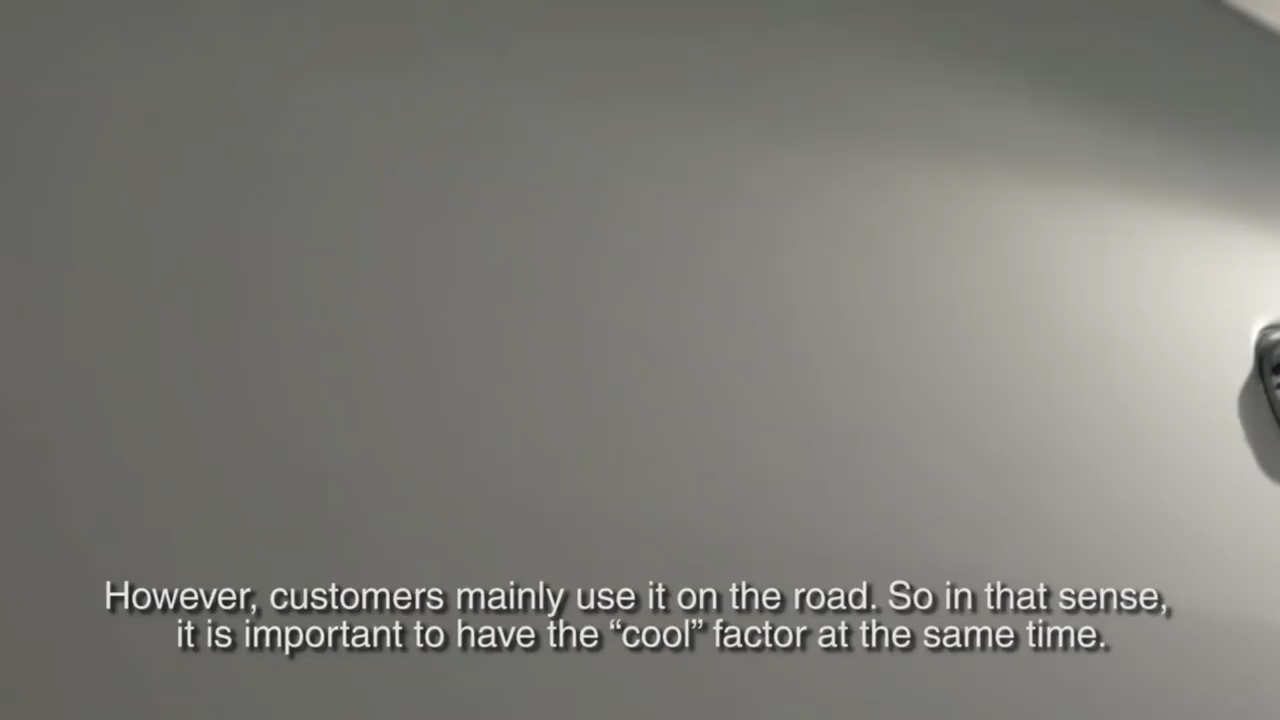 However, customers mainly use it on the road. So in that sense,
it is important to have the “cool” factor at the same time.